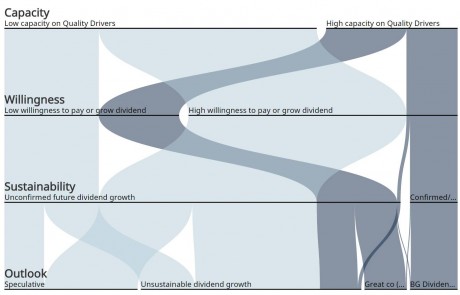 Capacity
Low capacity on Quality Drivers High capacity on Quality Drivers
Willingness
Low willingness to pay or grow dividend High willingness to pay or grow dividend
Sustainability
Unconfirmed future dividend growth Confirmed/...
Outlook
Speculative Unsustainable dividend growth Great co (... BG Dividen...